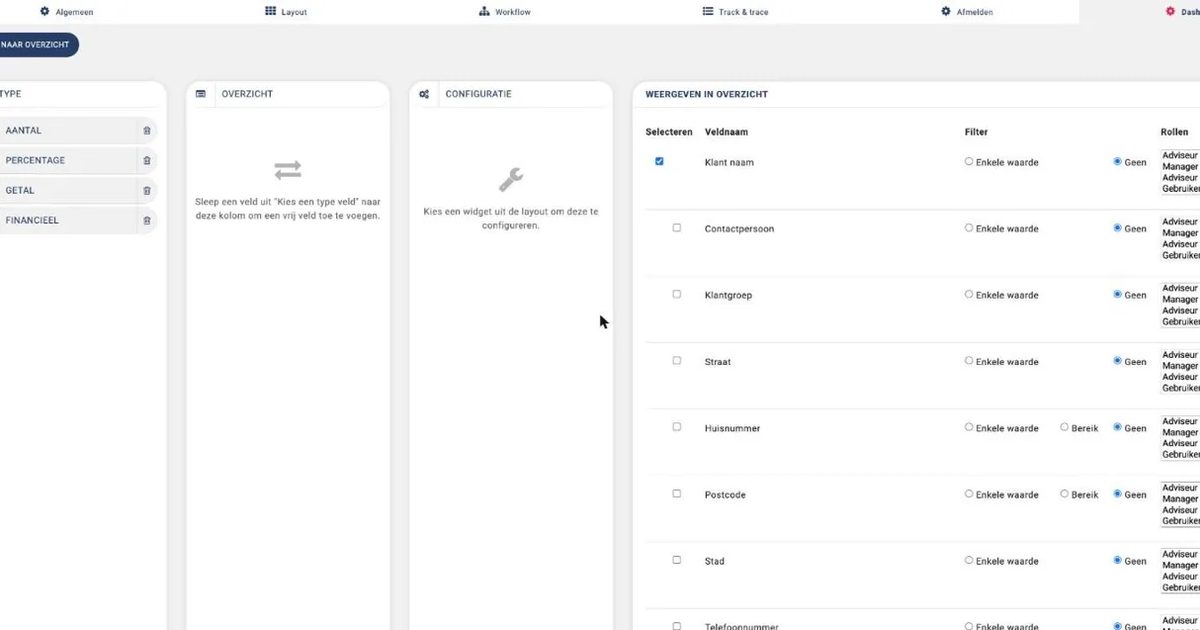 Algemeen
Layout
Workflow
Track & trace
Afmelden
Dash
NAAR OVERZICHT
TYPE
AANTAL
PERCENTAGE
GETAL
FINANCIEEL
OVERZICHT
Sleep een veld uit "Kies een type veld" naar
deze kolom om een vrij veld toe te voegen.
CONFIGURATIE
Kies een widget uit de layout om deze te
configureren.
WEERGEVEN IN OVERZICHT
Selecteren Veldnaam Filter Rollen
Klant naam Enkele waarde Geen
Adviseur
Manager
Adviseur
Gebruiker
Contactpersoon Enkele waarde Geen
Adviseur
Manager
Adviseur
Gebruiker
Klantgroep Enkele waarde Geen
Adviseur
Manager
Adviseur
Gebruiker
Straat Enkele waarde Geen
Adviseur
Manager
Adviseur
Gebruiker
Huisnummer Enkele waarde Bereik Geen
Adviseur
Manager
Adviseur
Gebruiker
Postcode Enkele waarde Bereik Geen
Adviseur
Manager
Adviseur
Gebruiker
Stad Enkele waarde Geen
Adviseur
Manager
Adviseur
Gebruiker
Telefoonnummer Enkele waarde Geen
Adviseur